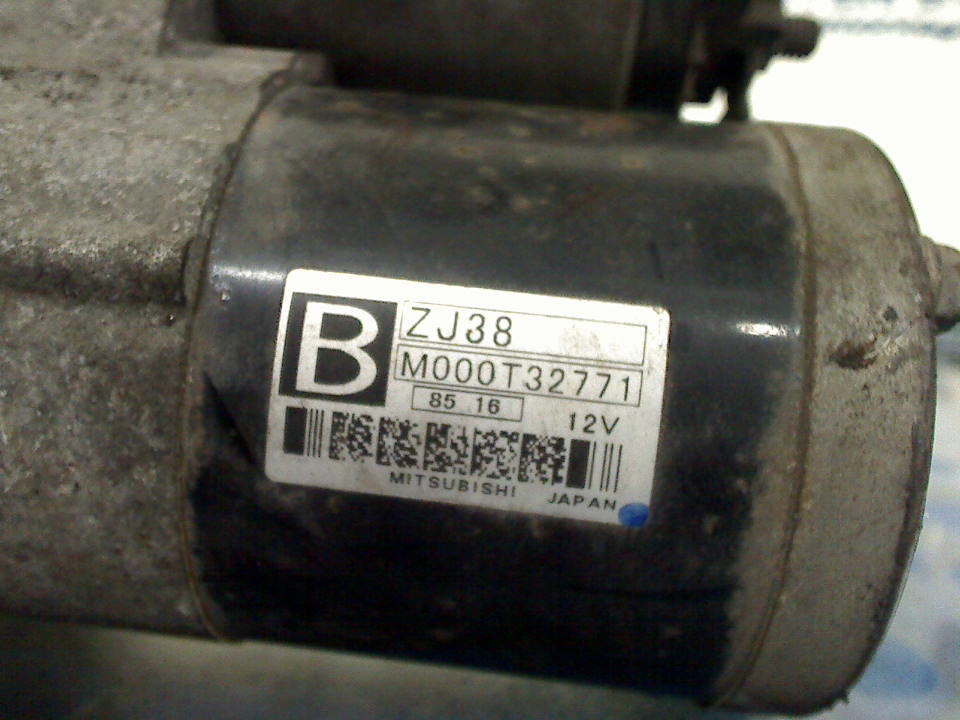 B
ZJ38
M000T32771
85 16
12V
MITSUBISHI JAPAN